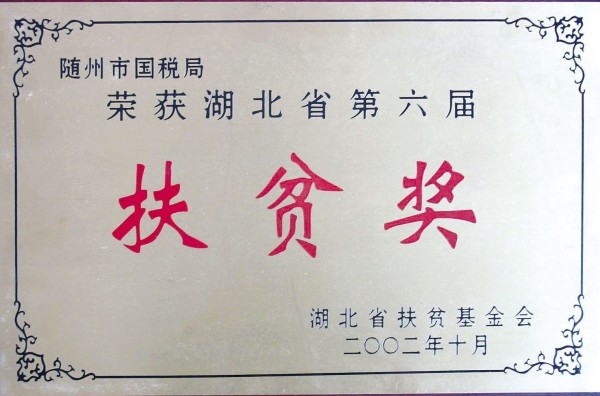 随州市国税局
荣获湖北省第六届
扶贫奖
湖北省扶贫基金会
二〇〇二年十月